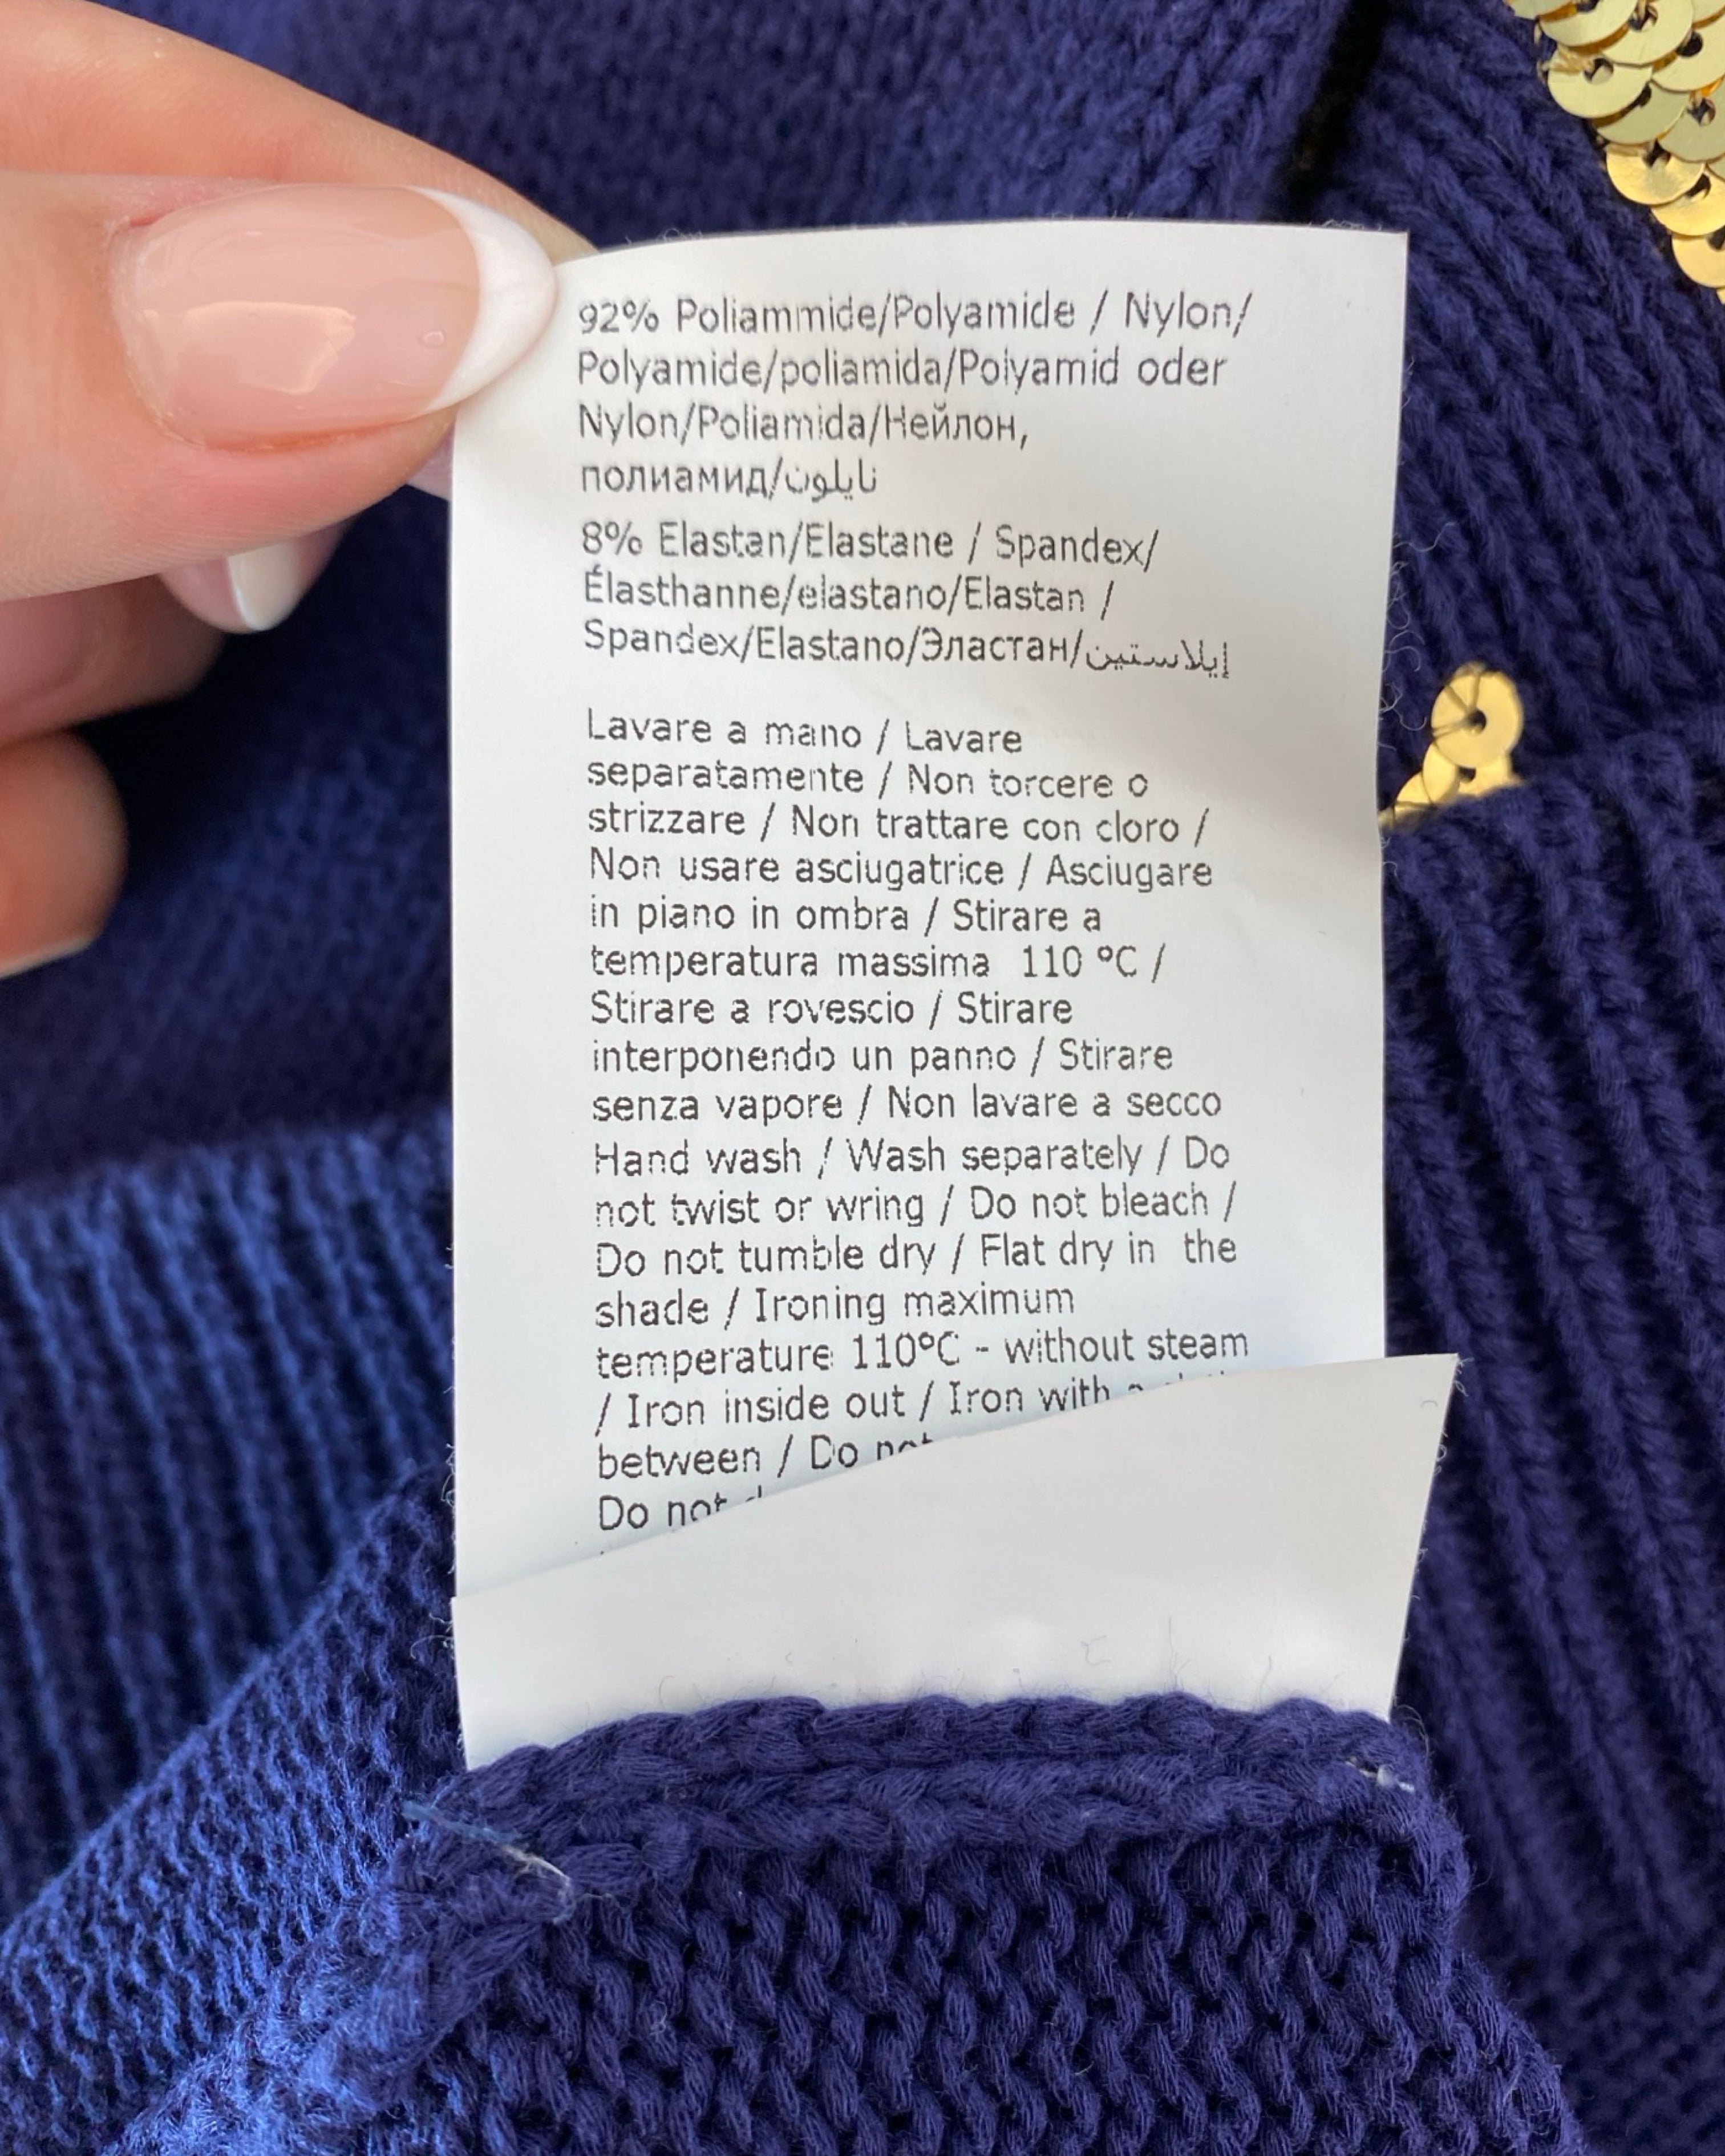 92% Poliammide/Polyamide / Nylon/
Polyamide/poliamida/Polyamid oder
Nylon/Poliamida/Нейлон,
полиамид/نايلون
8% Elastan/Elastane / Spandex/
Élasthanne/elastano/Elastan /
Spandex/Elastano/Эластан/إيلاستين
Lavare a mano / Lavare
separatamente / Non torcere o
strizzare / Non trattare con cloro /
Non usare asciugatrice / Asciugare
in piano in ombra / Stirare a
temperatura massima 110 °C /
Stirare a rovescio / Stirare
interponendo un panno / Stirare
senza vapore / Non lavare a secco
Hand wash / Wash separately / Do
not twist or wring / Do not bleach /
Do not tumble dry / Flat dry in the
shade / Ironing maximum
temperature 110°C - without steam
/ Iron inside out / Iron with
between / Do not
Do not